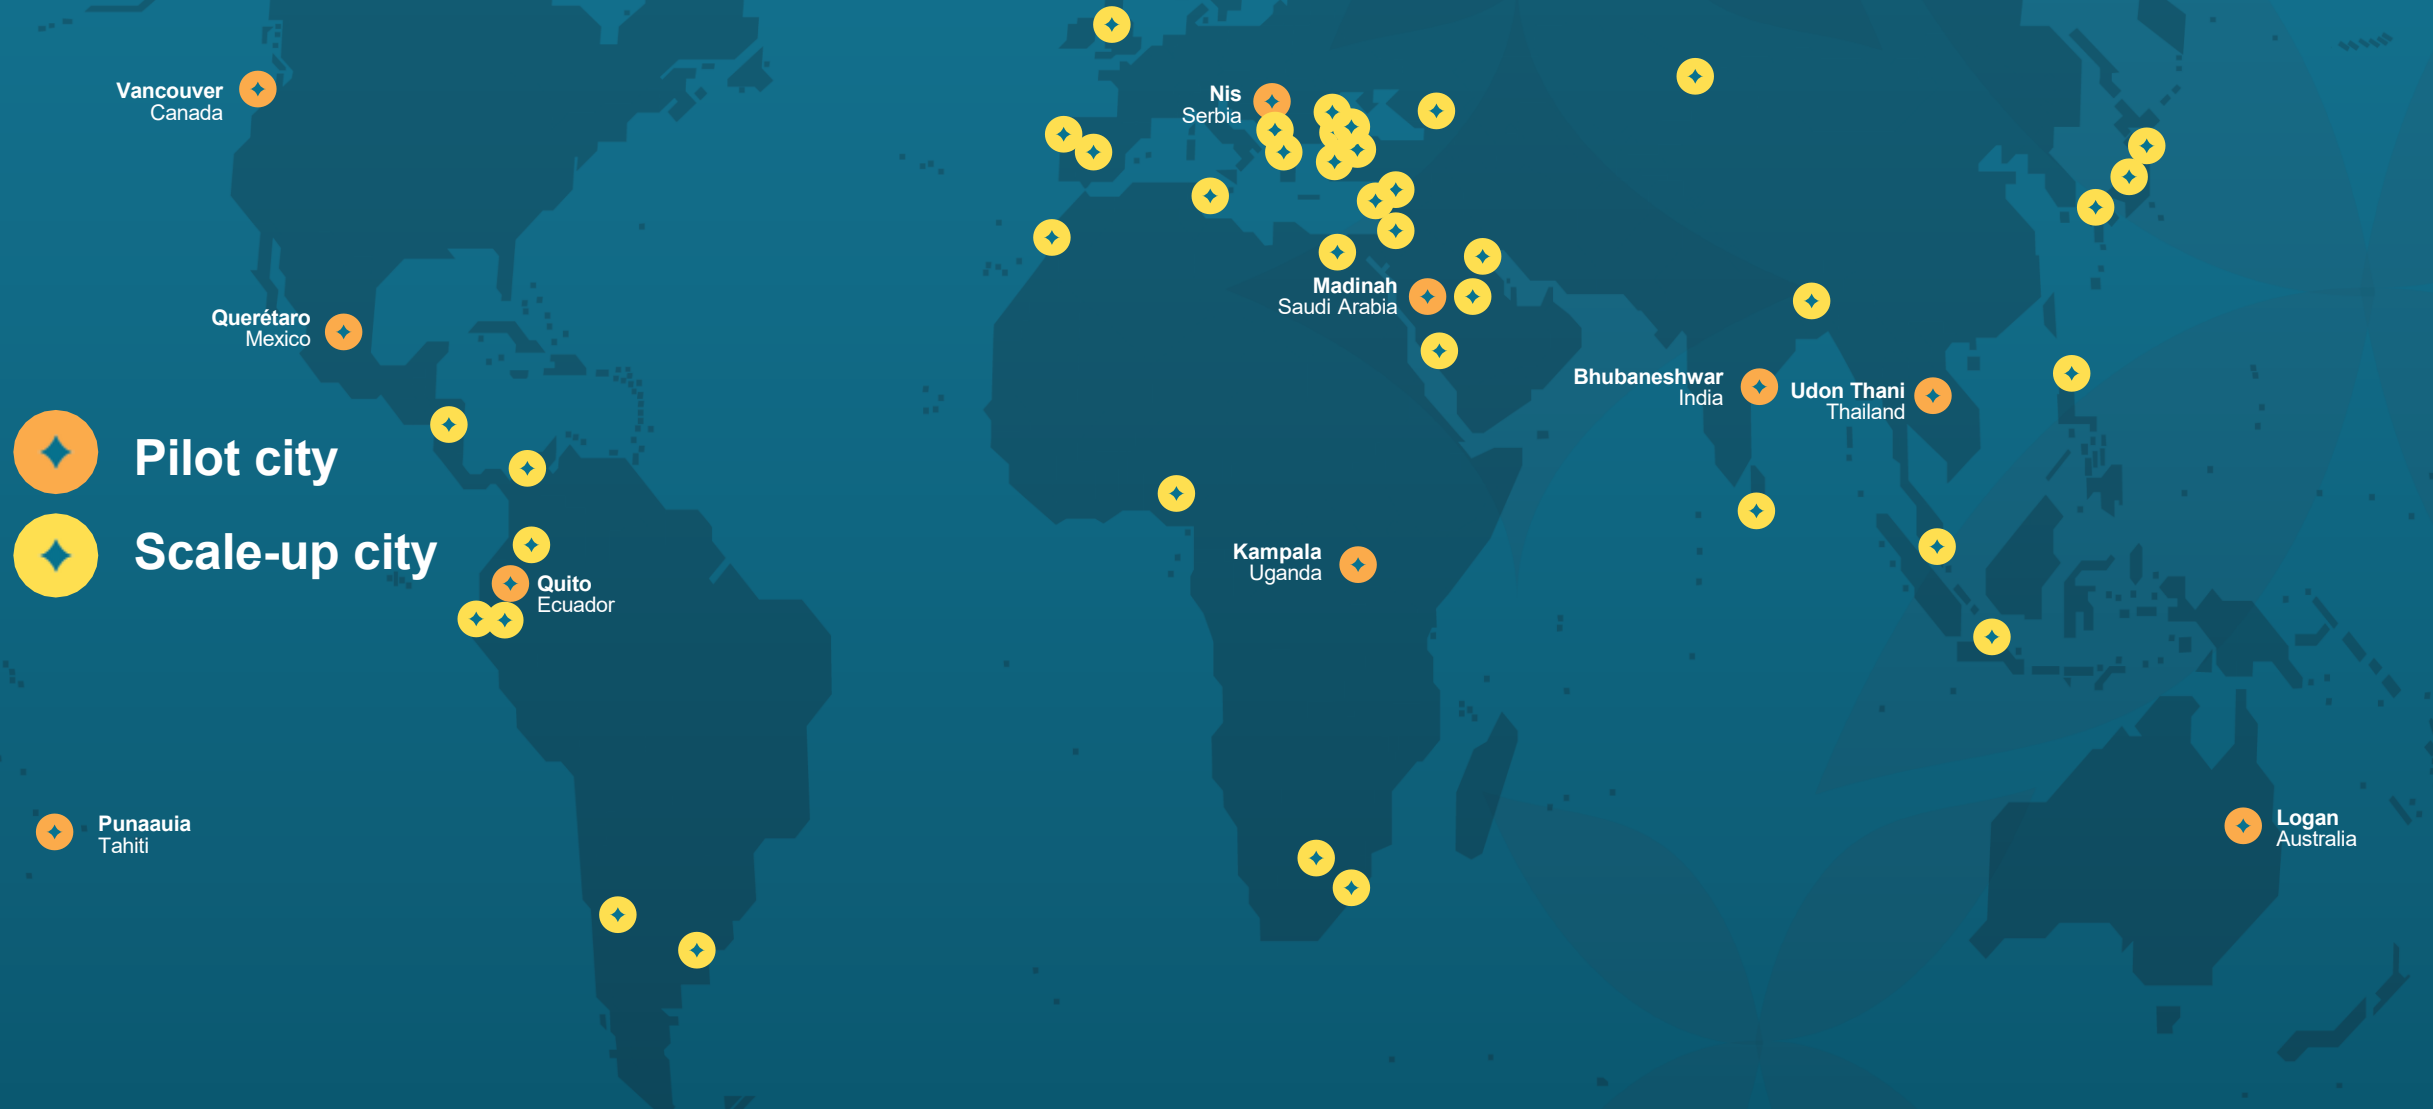 Vancouver
Canada
Nis
Serbia
Querétaro
Mexico
Madinah
Saudi Arabia
Bhubaneshwar
India
Udon Thani
Thailand
Pilot city
Scale-up city
Kampala
Uganda
Quito
Ecuador
Punaauia
Tahiti
Logan
Australia